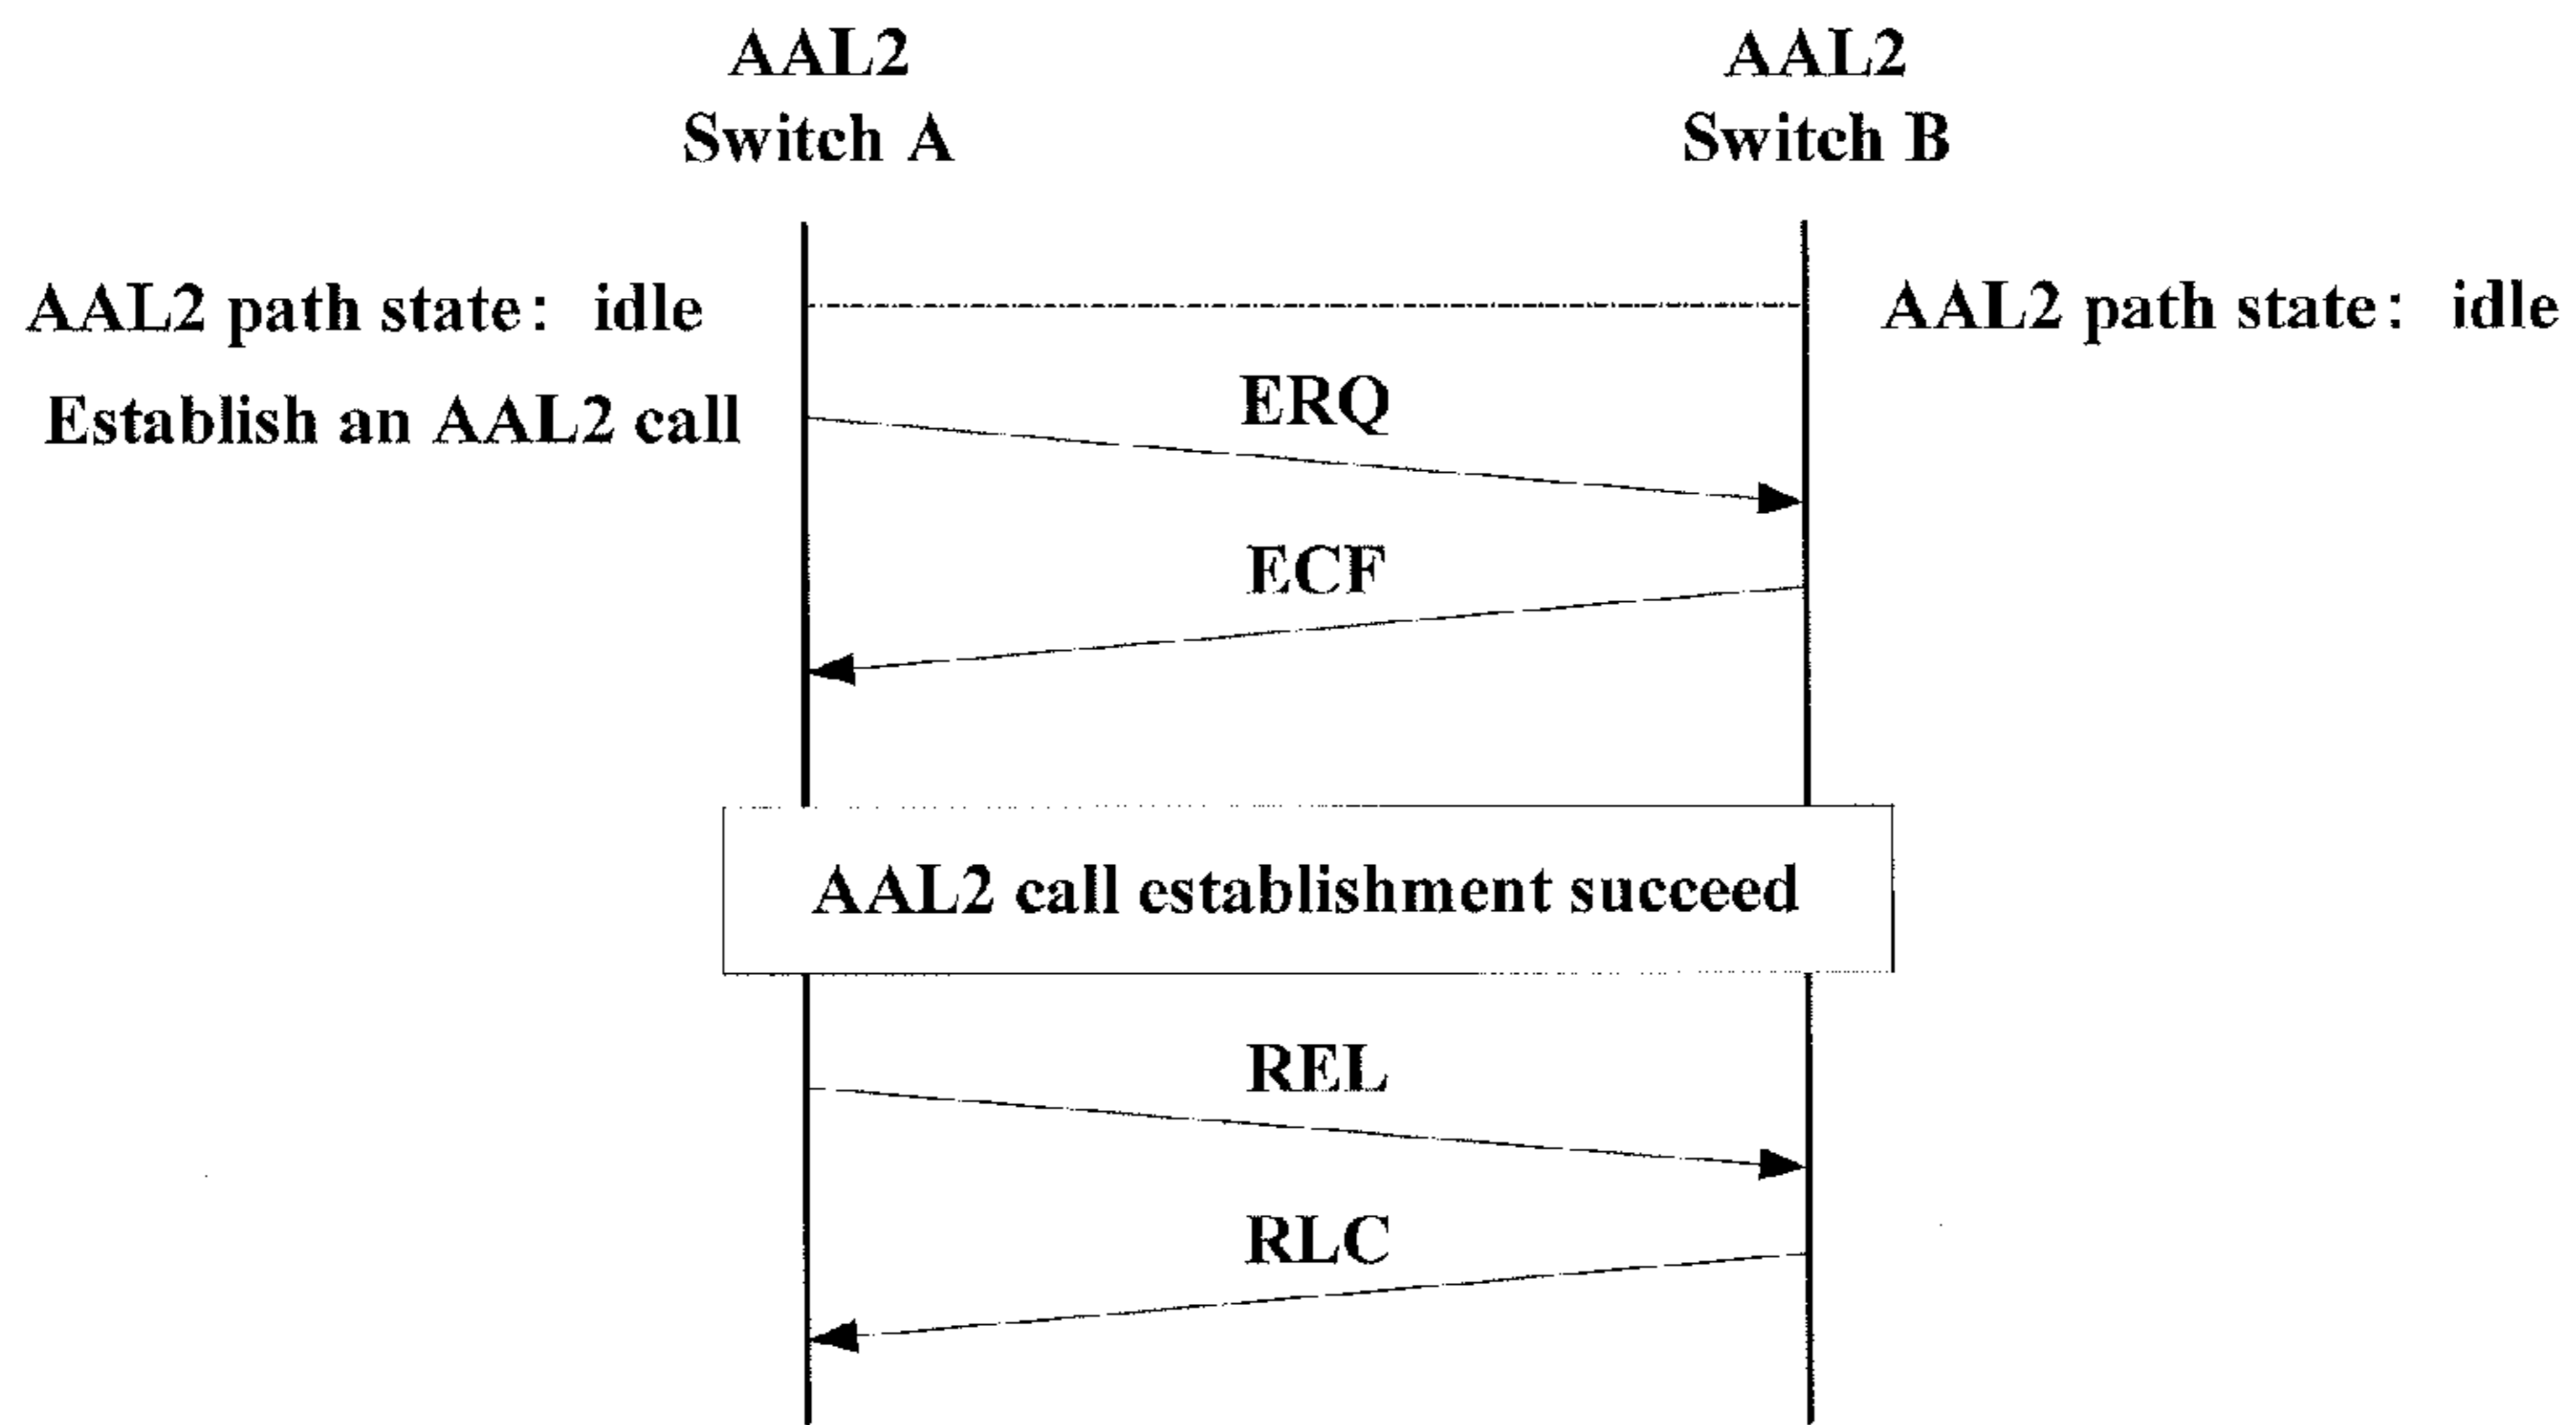 AAL2
Switch A
AAL2
Switch B
AAL2 path state: idle
AAL2 path state: idle
Establish an AAL2 call
ERQ
ECF
AAL2 call establishment succeed
REL
RLC